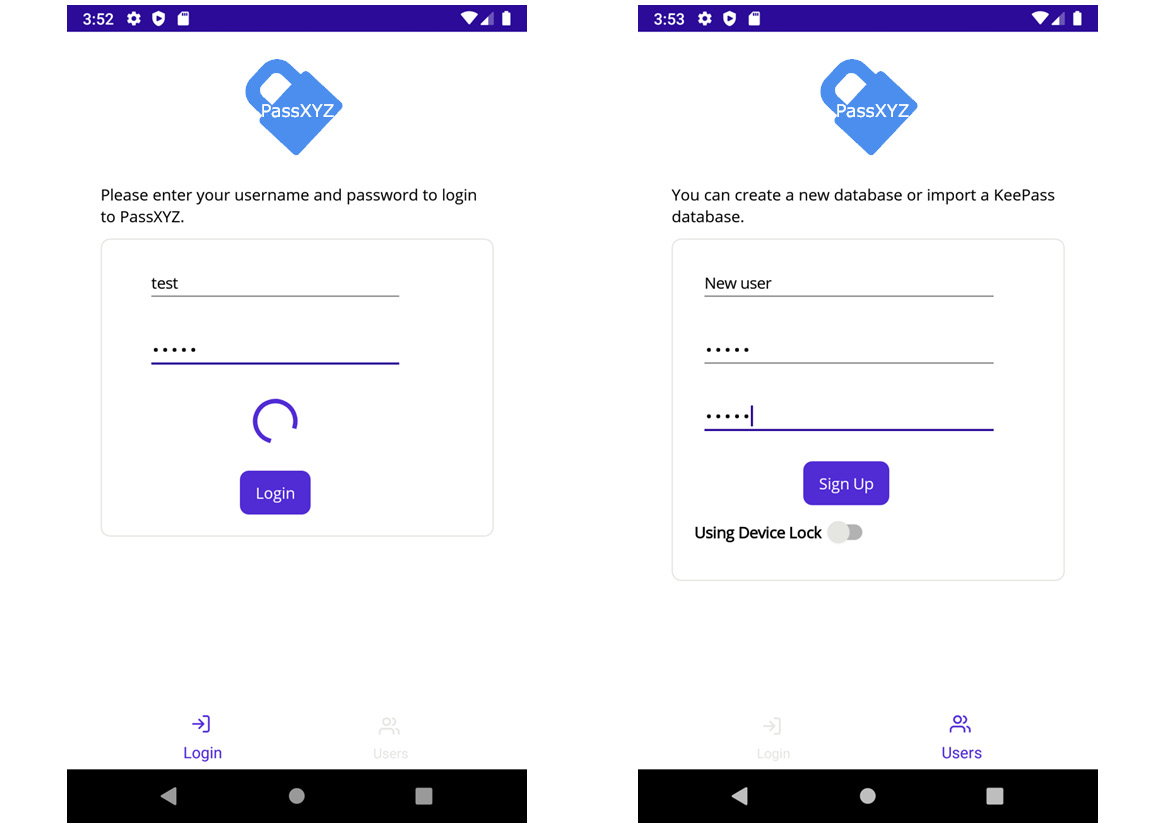 3:52
PassXYZ
Please enter your username and password to login
to PassXYZ.
test
•••••
Login
Login
Users
3:53
PassXYZ
You can create a new database or import a KeePass
database.
New user
•••••
•••••
Sign Up
Using Device Lock
Login
Users